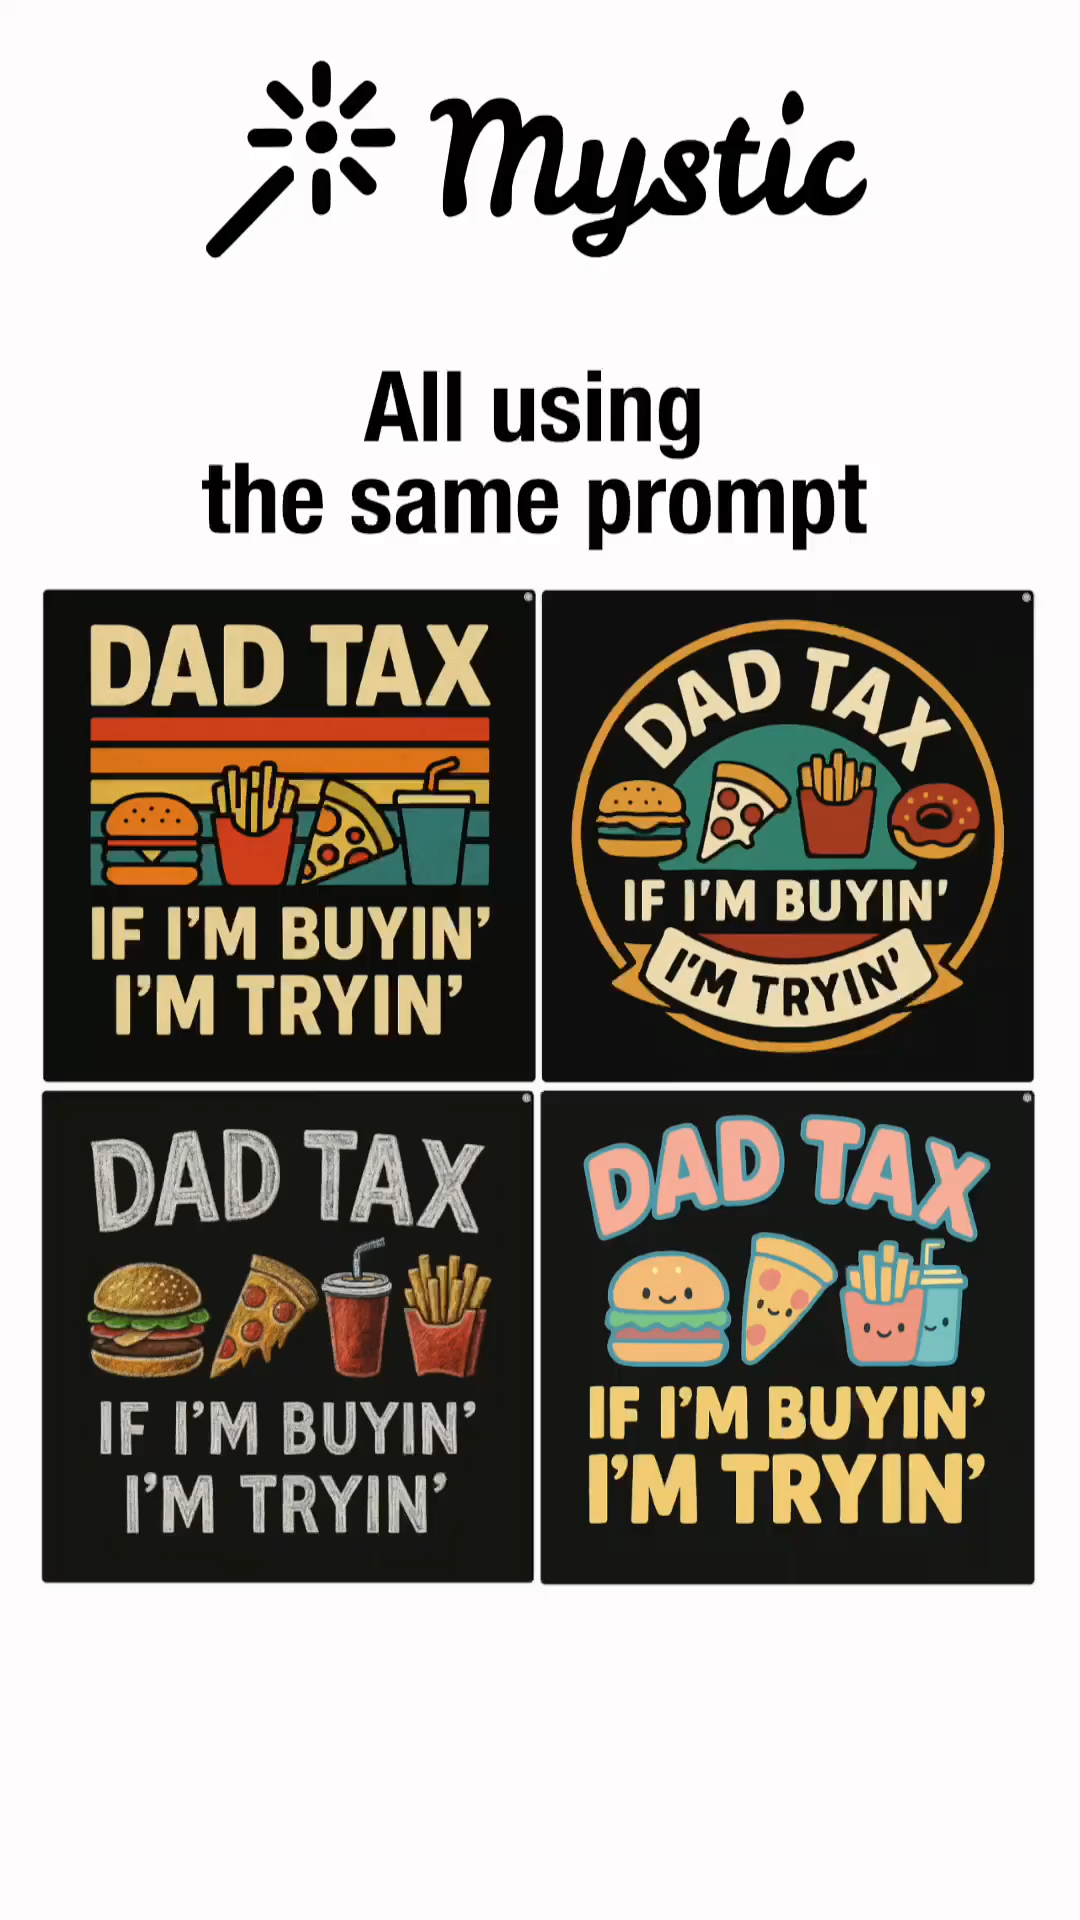 Mystic
All using
the same prompt
DAD TAX
IF I'M BUYIN'
I'M TRYIN'
DAD TAX
IF I'M BUYIN'
I'M TRYIN'
DAD TAX
IF I'M BUYIN'
I'M TRYIN'
DAD TAX
IF I'M BUYIN'
I'M TRYIN'